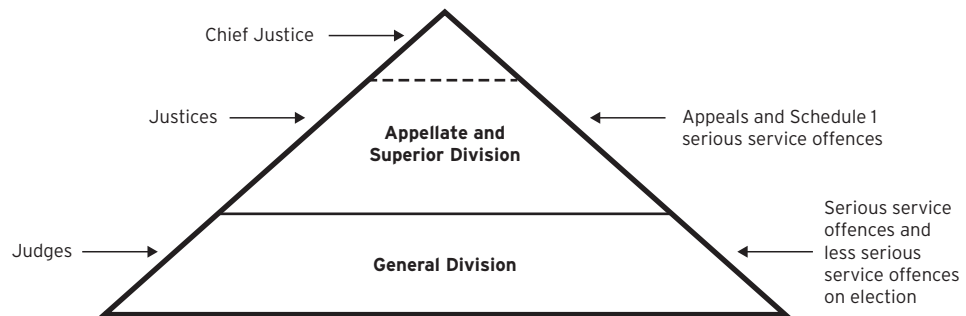 Chief Justice
Justices
Appellate and
Superior Division
Appeals and Schedule 1
serious service offences
Judges
General Division
Serious service
offences and
less serious
service offences
on election